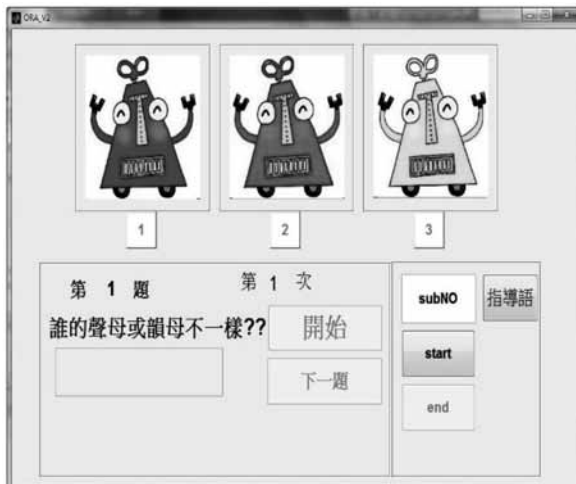 ORA_V2
1
2
3
第 1 題
第 1 次
誰的聲母或韻母不一樣??
開始
下一題
subNO
指導語
start
end